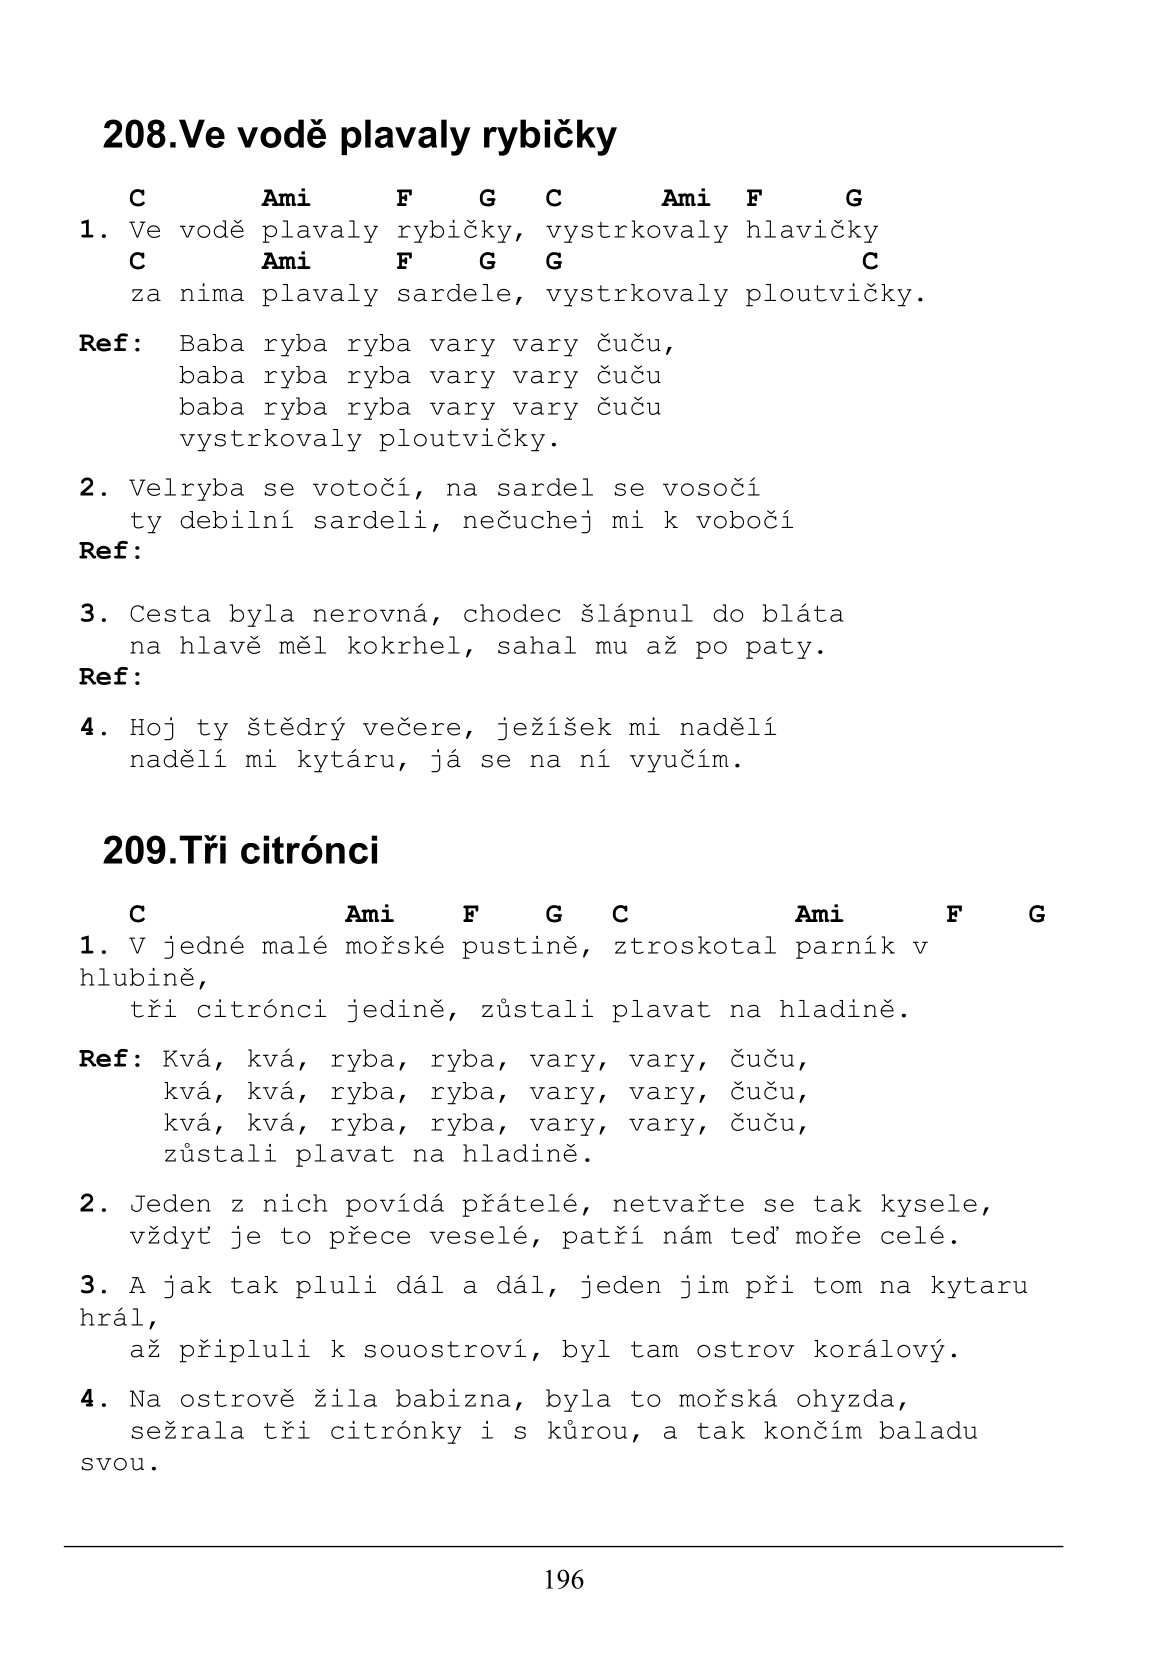 208.Ve vodě plavaly rybičky
C Ami F G C Ami F G
1. Ve vodě plavaly rybičky, vystrkovaly hlavičky
C Ami F G G C
za nima plavaly sardele, vystrkovaly ploutvičky.
Ref: Baba ryba ryba vary vary čuču,
baba ryba ryba vary vary čuču
baba ryba ryba vary vary čuču
vystrkovaly ploutvičky.
2. Velryba se votočí, na sardel se vosočí
ty debilní sardeli, nečuchej mi k vobočí
Ref:
3. Cesta byla nerovná, chodec šlápnul do bláta
na hlavě měl kokrhel, sahal mu až po paty.
Ref:
4. Hoj ty štědrý večere, ježíšek mi nadělí
nadělí mi kytáru, já se na ní vyučím.
209.Tři citrónci
C Ami F G C Ami F G
1. V jedné malé mořské pustině, ztroskotal parník v
hlubině,
tři citrónci jedině, zůstali plavat na hladině.
Ref: Kvá, kvá, ryba, ryba, vary, vary, čuču,
kvá, kvá, ryba, ryba, vary, vary, čuču,
kvá, kvá, ryba, ryba, vary, vary, čuču,
zůstali plavat na hladině.
2. Jeden z nich povídá přátelé, netvařte se tak kysele,
vždyť je to přece veselé, patří nám teď moře celé.
3. A jak tak pluli dál a dál, jeden jim při tom na kytaru
hrál,
až připluli k souostroví, byl tam ostrov korálový.
4. Na ostrově žila babizna, byla to mořská ohyzda,
sežrala tři citrónky i s kůrou, a tak končím baladu
svou.
196